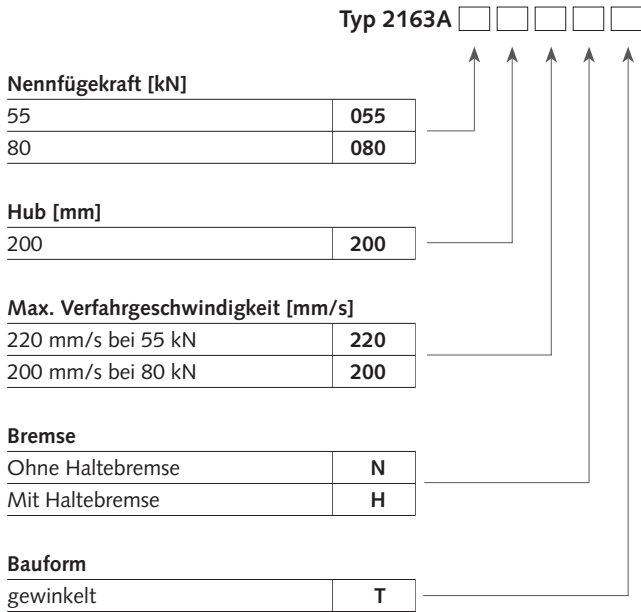 Typ 2163A
Nennfügekraft [kN]
55 055
80 080
Hub [mm]
200 200
Max. Verfahrgeschwindigkeit [mm/s]
220 mm/s bei 55 kN 220
200 mm/s bei 80 kN 200
Bremse
Ohne Haltebremse N
Mit Haltebremse H
Bauform
gewinkelt T